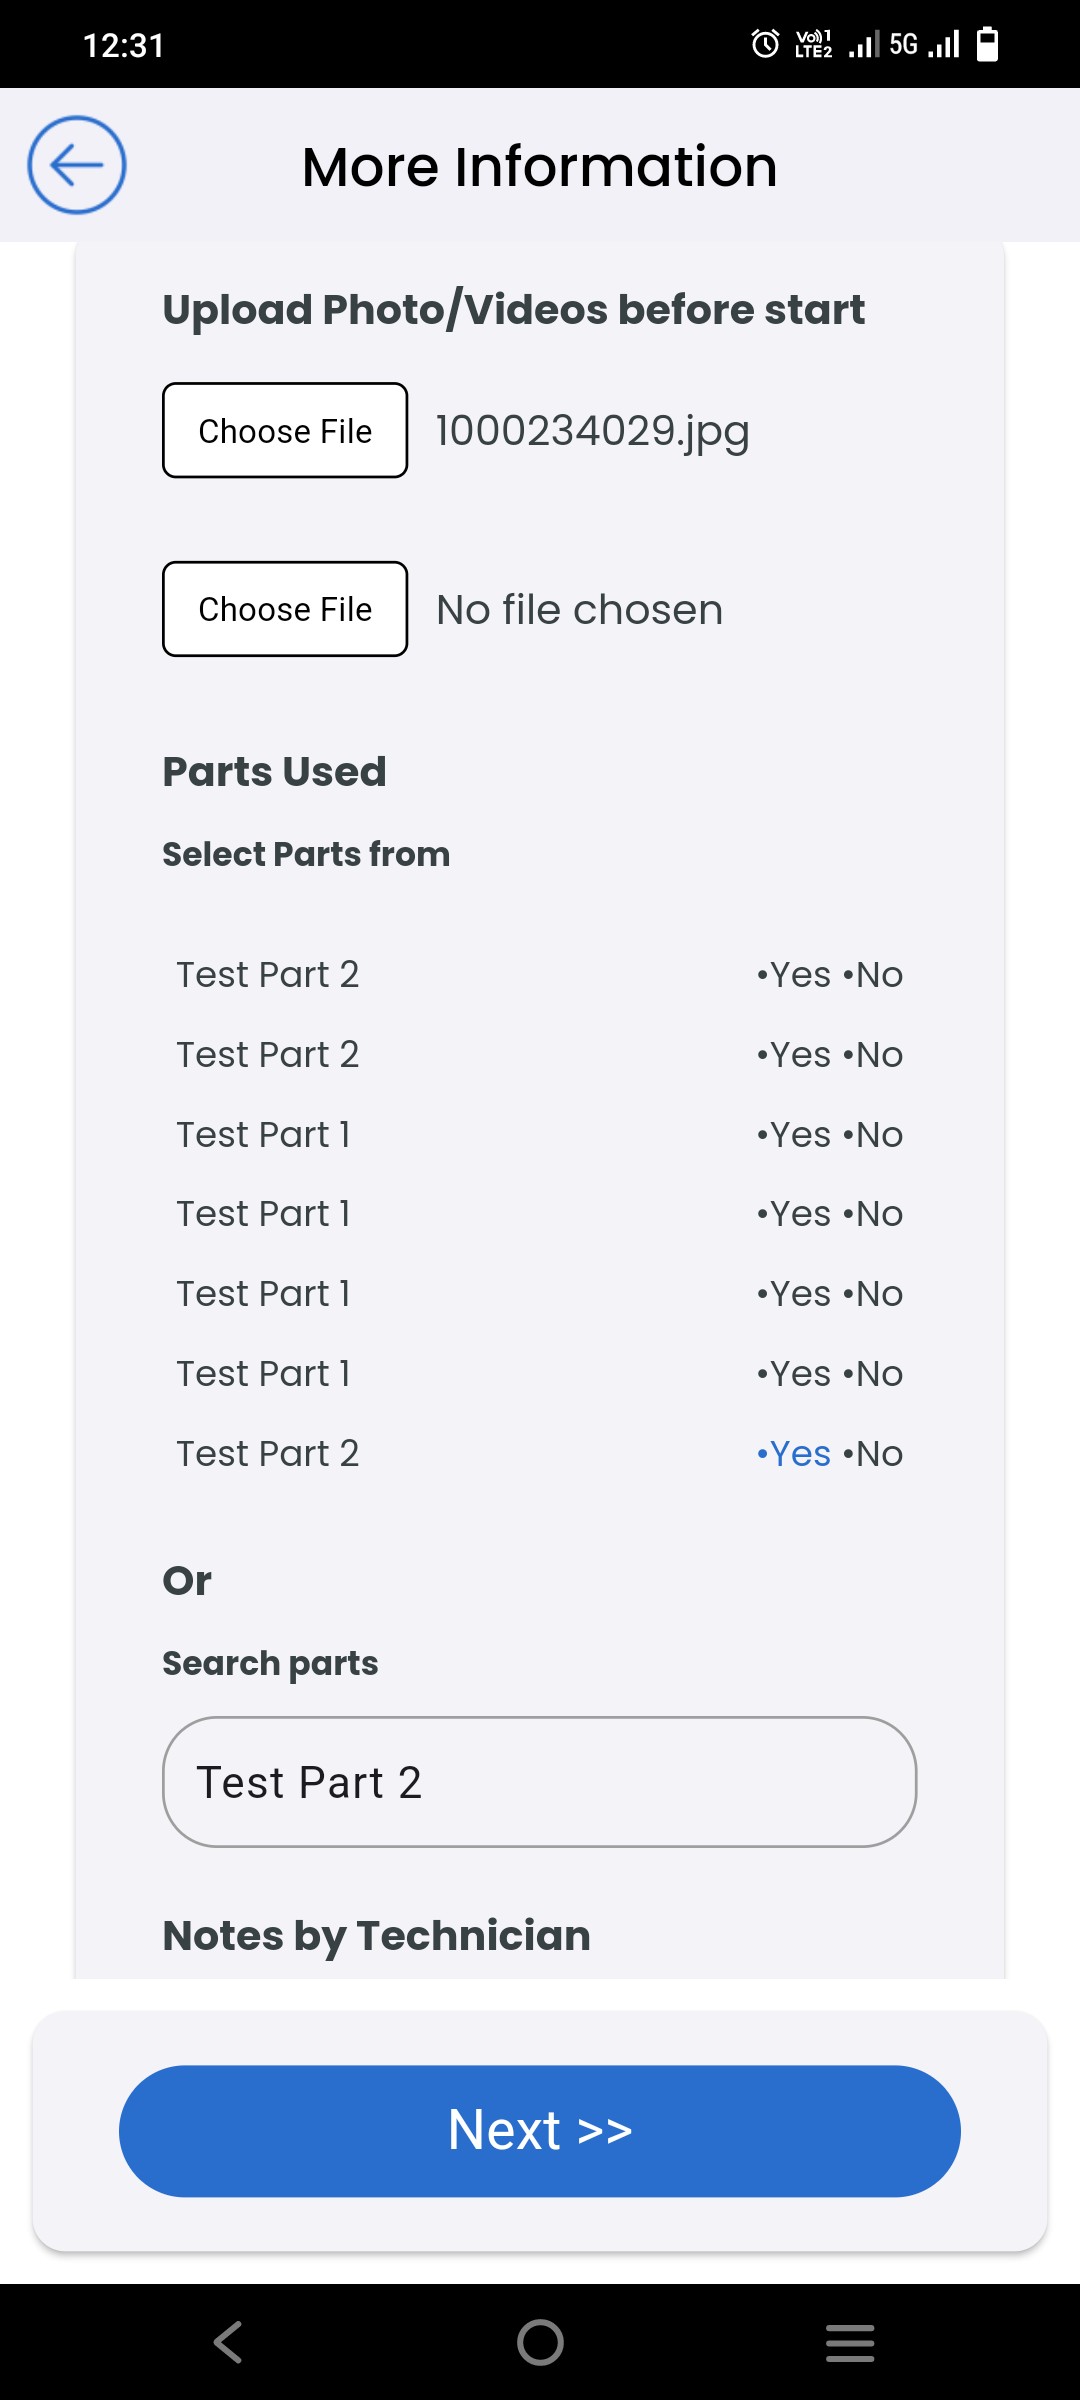 12:31
Vo)) 1 LTE2 5G
More Information
Upload Photo/Videos before start
Choose File 1000234029.jpg
Choose File No file chosen
Parts Used
Select Parts from
Test Part 2 •Yes •No
Test Part 2 •Yes •No
Test Part 1 •Yes •No
Test Part 1 •Yes •No
Test Part 1 •Yes •No
Test Part 1 •Yes •No
Test Part 2 •Yes •No
Or
Search parts
Test Part 2
Notes by Technician
Next >>